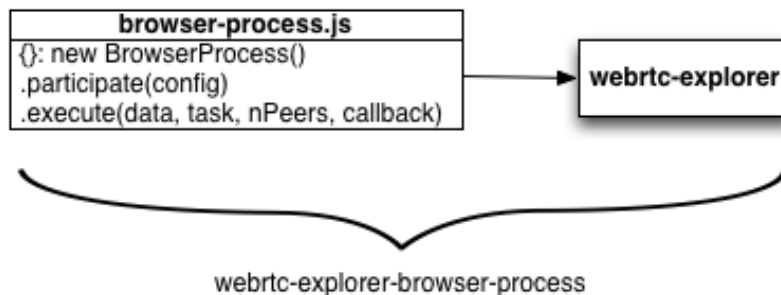 browser-process.js
{}: new BrowserProcess()
.participate(config)
.execute(data, task, nPeers, callback)
webrtc-explorer
webrtc-explorer-browser-process